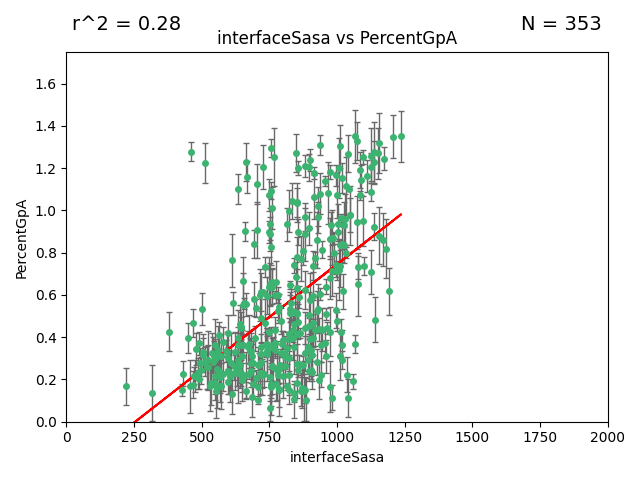 r^2 = 0.28
N = 353
interfaceSasa vs PercentGpA
PercentGpA
1.6
1.4
1.2
1.0
0.8
0.6
0.4
0.2
0.0
0 250 500 750 1000 1250 1500 1750 2000
interfaceSasa